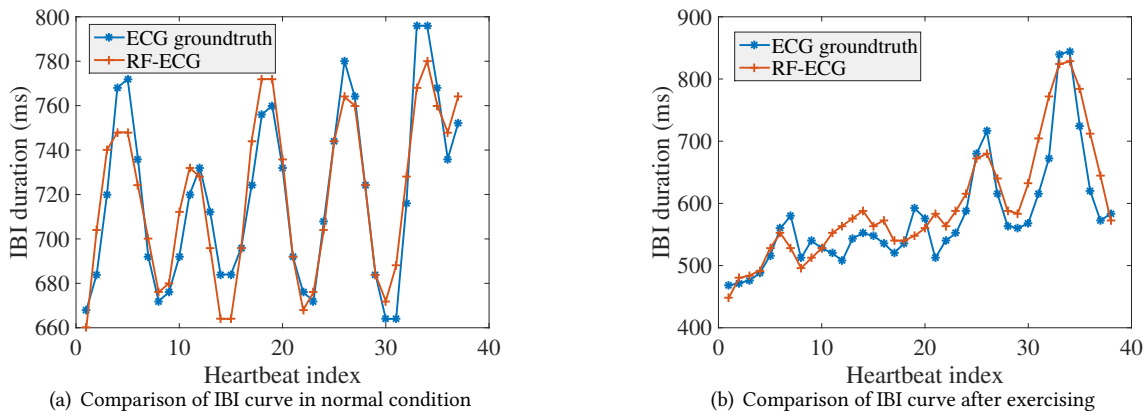 800
780
760
740
720
700
680
660
IBI duration (ms)
ECG groundtruth
RF-ECG
0 10 20 30 40
Heartbeat index
(a) Comparison of IBI curve in normal condition
900
800
700
600
500
400
IBI duration (ms)
ECG groundtruth
RF-ECG
0 10 20 30 40
Heartbeat index
(b) Comparison of IBI curve after exercising